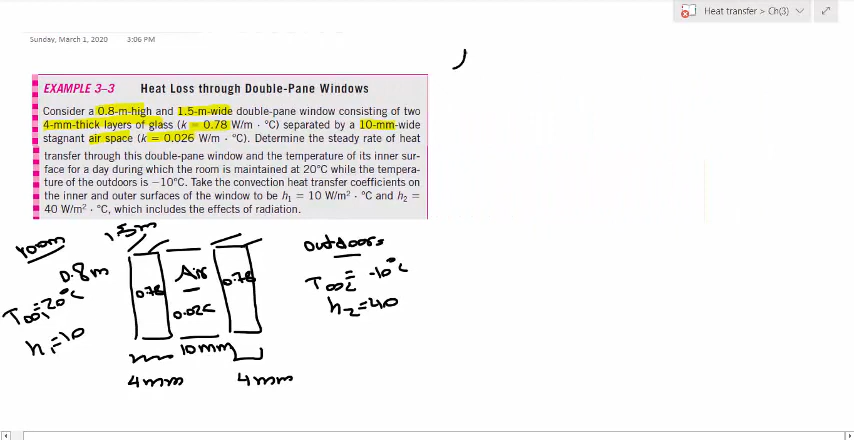 Heat transfer > Ch(3)
Sunday, March 1, 2020 3:06 PM
EXAMPLE 3–3 Heat Loss through Double-Pane Windows
Consider a 0.8-m-high and 1.5-m-wide double-pane window consisting of two
4-mm-thick layers of glass (k = 0.78 W/m · °C) separated by a 10-mm-wide
stagnant air space (k = 0.026 W/m · °C). Determine the steady rate of heat
transfer through this double-pane window and the temperature of its inner sur-
face for a day during which the room is maintained at 20°C while the tempera-
ture of the outdoors is −10°C. Take the convection heat transfer coefficients on
the inner and outer surfaces of the window to be h₁ = 10 W/m² · °C and h₂ =
40 W/m² · °C, which includes the effects of radiation.
room
1.5m
0.8m
T∞₁=20°C
h₁=10
0.78
Air
0.026
0.78
outdoors
T∞₂=-10°C
h₂=40
10mm
4mm
4mm